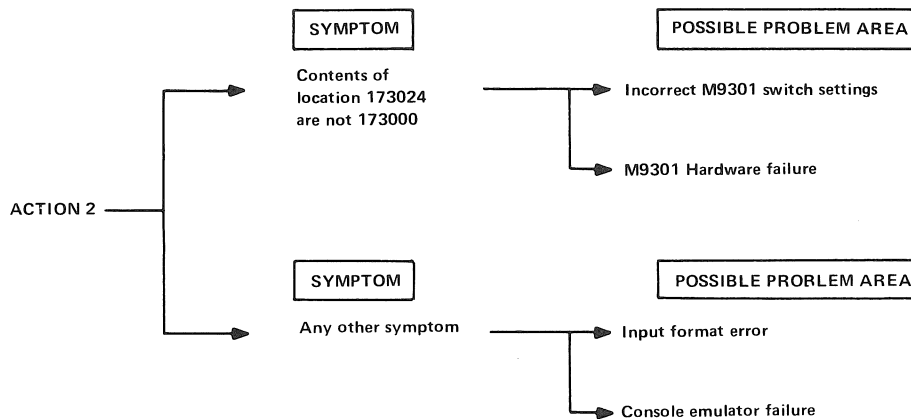 SYMPTOM
POSSIBLE PROBLEM AREA
Contents of
location 173024
are not 173000
Incorrect M9301 switch settings
M9301 Hardware failure
ACTION 2
SYMPTOM
POSSIBLE PRORLEM AREA
Any other symptom
Input format error
Console emulator failure